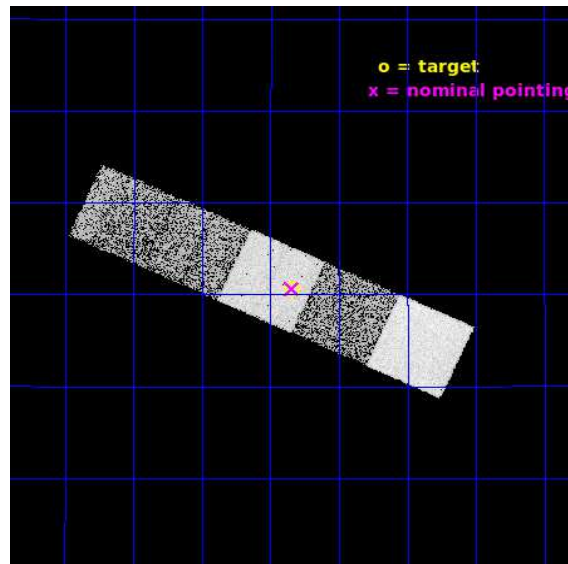 o = target
x = nominal pointing